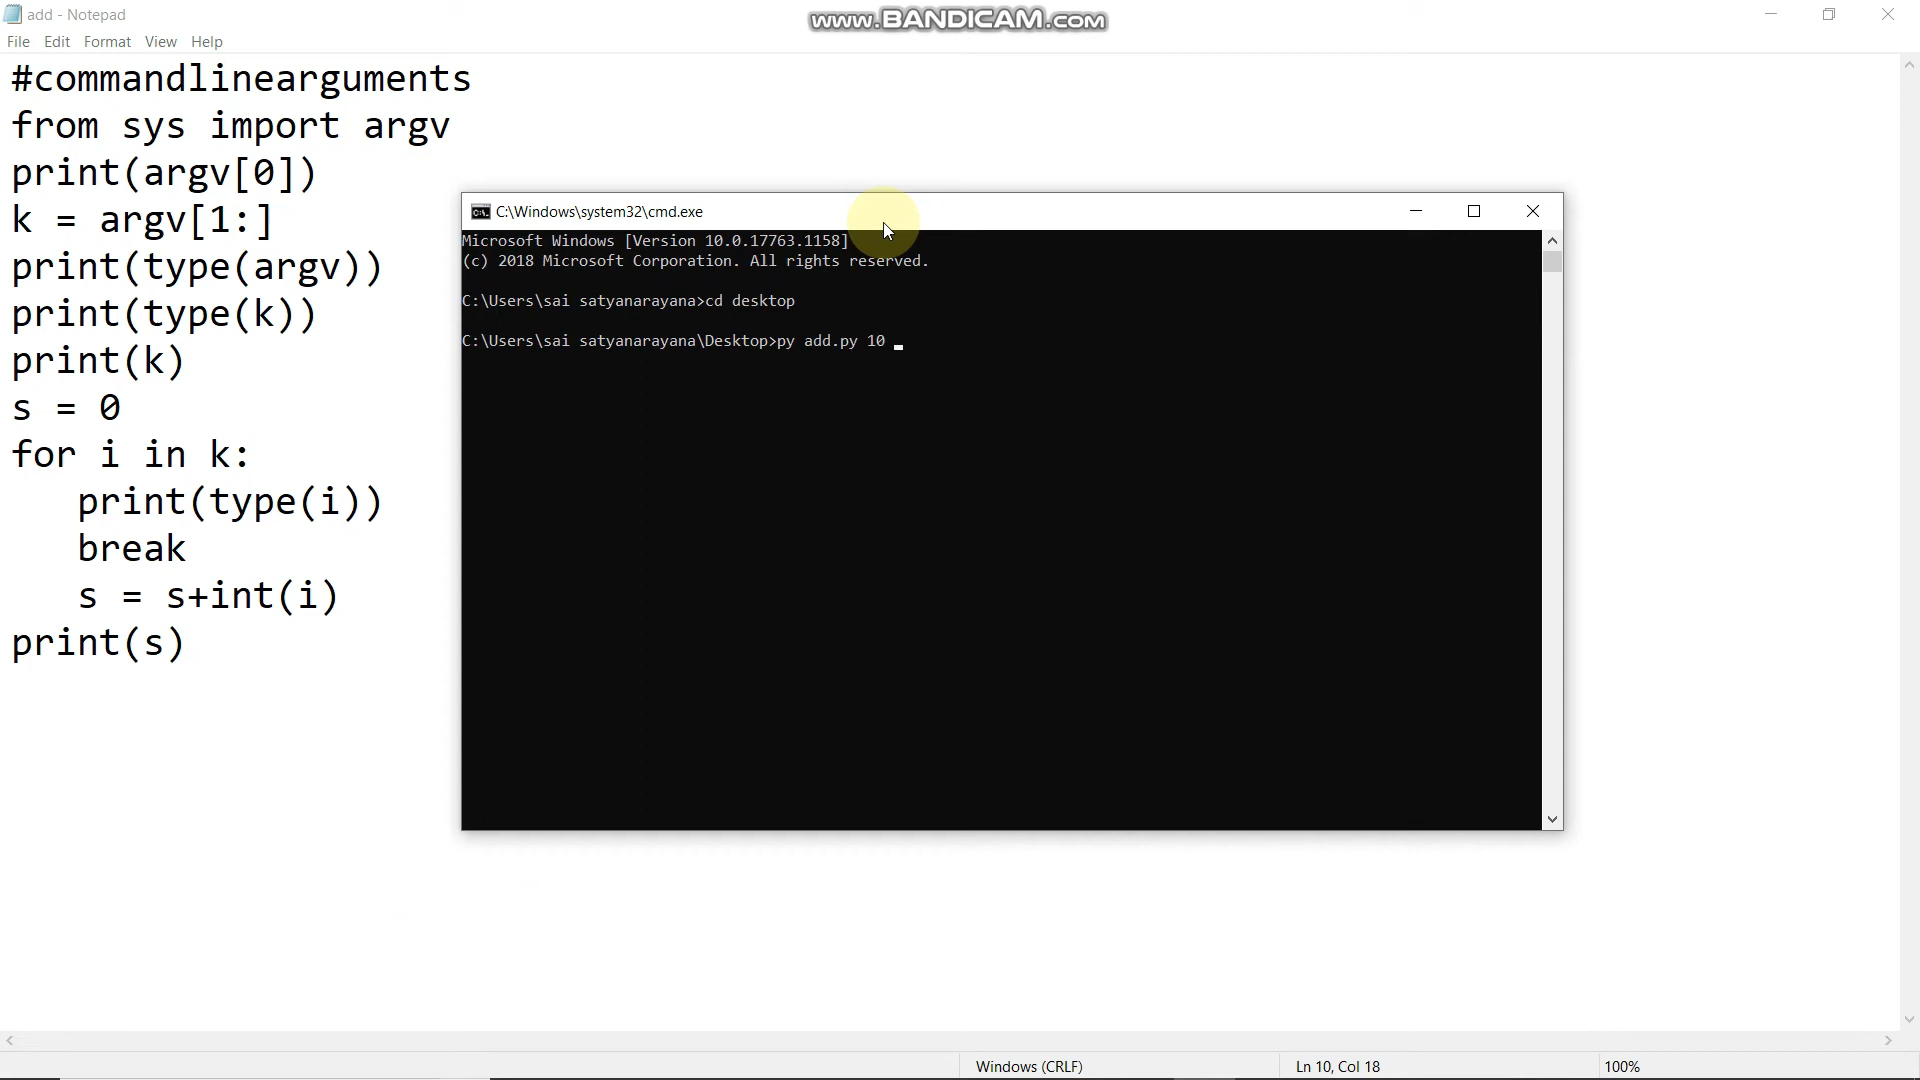 add - Notepad
www.BANDICAM.com
File Edit Format View Help
#commandlinearguments
from sys import argv
print(argv[0])
k = argv[1:]
print(type(argv))
print(type(k))
print(k)
s = 0
for i in k:
   print(type(i))
   break
   s = s+int(i)
print(s)
C:\Windows\system32\cmd.exe
Microsoft Windows [Version 10.0.17763.1158]
(c) 2018 Microsoft Corporation. All rights reserved.
C:\Users\sai satyanarayana>cd desktop
C:\Users\sai satyanarayana\Desktop>py add.py 10
Windows (CRLF)
Ln 10, Col 18
100%